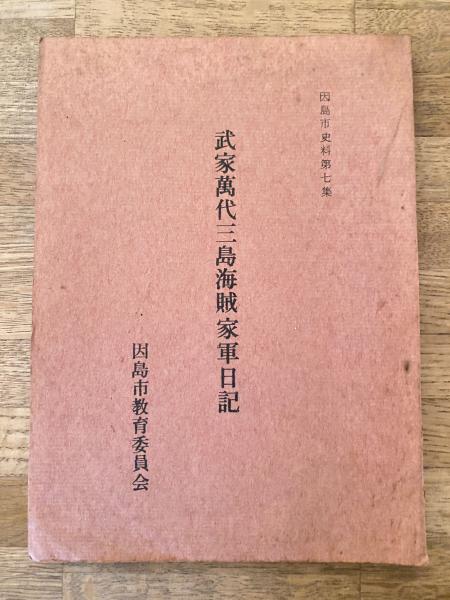 因島市史料第七集
武家萬代三島海賊家軍日記
因島市教育委員会